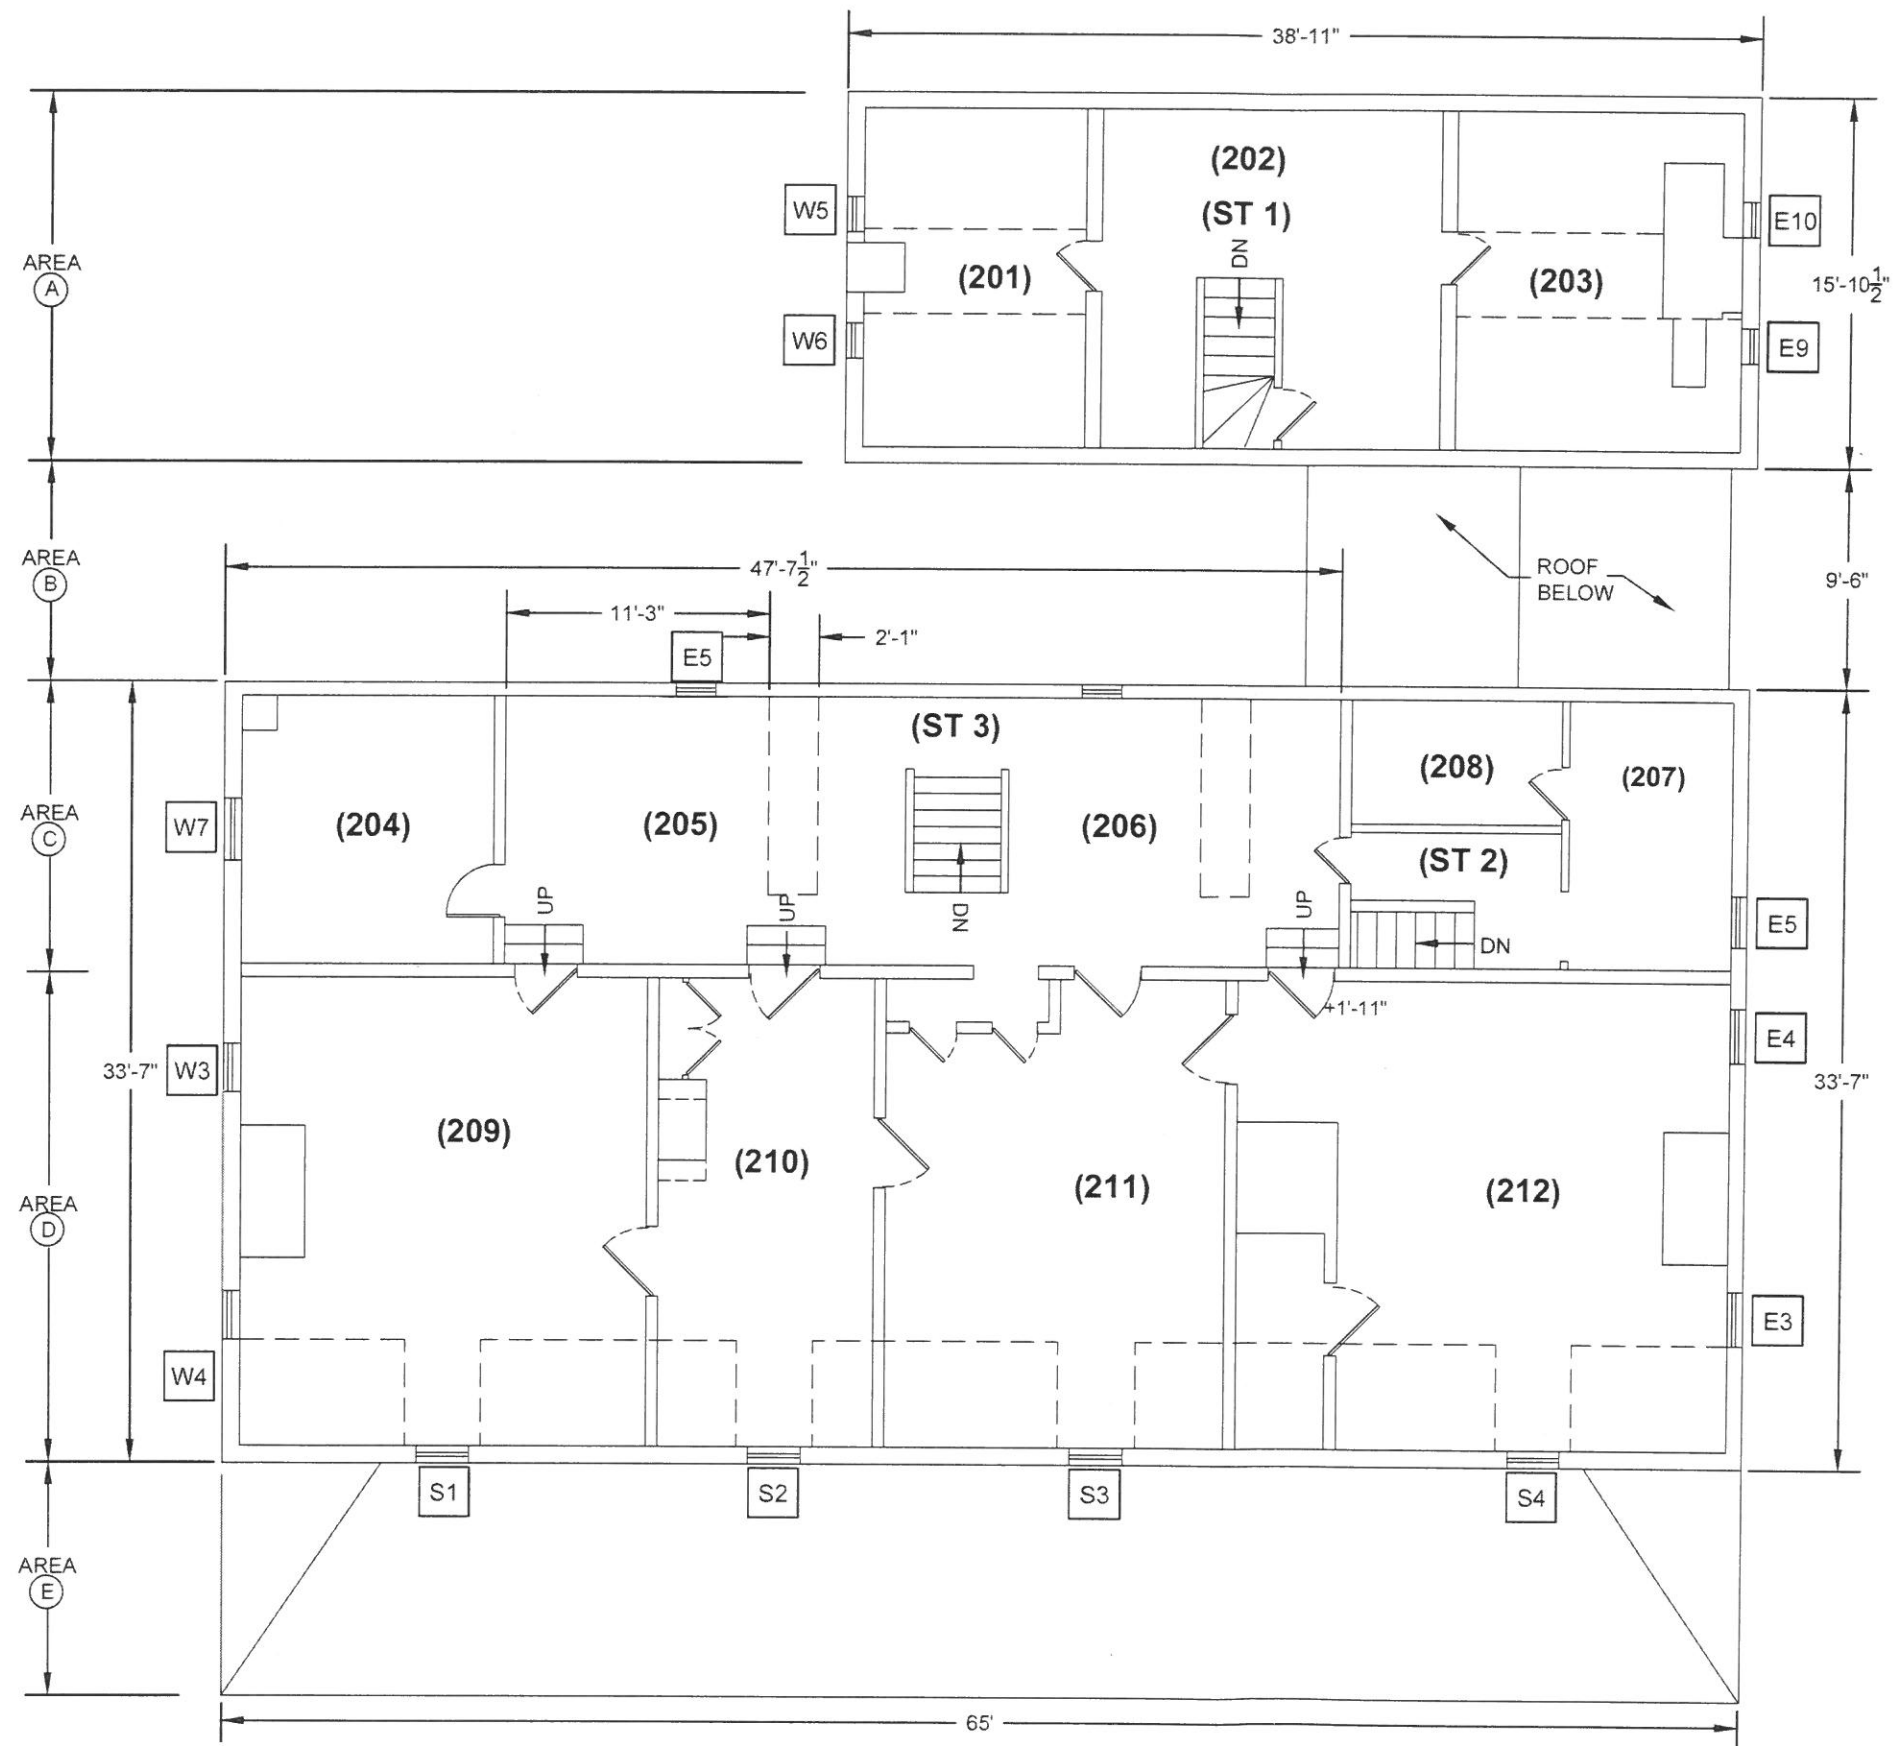 38'-11"
(202)
W5
(ST 1)
E10
DN
AREA
A
(201)
(203)
15'-10 1/2"
W6
E9
AREA
B
47'-7 1/2"
ROOF
BELOW
9'-6"
11'-3"
2'-1"
E5
(ST 3)
(208)
(207)
AREA
C
W7
(204)
(205)
(206)
(ST 2)
UP
UP
DN
UP
E5
DN
+1'-11"
E4
33'-7"
W3
33'-7"
(209)
(210)
(211)
(212)
AREA
D
E3
W4
S1
S2
S3
S4
AREA
E
65'